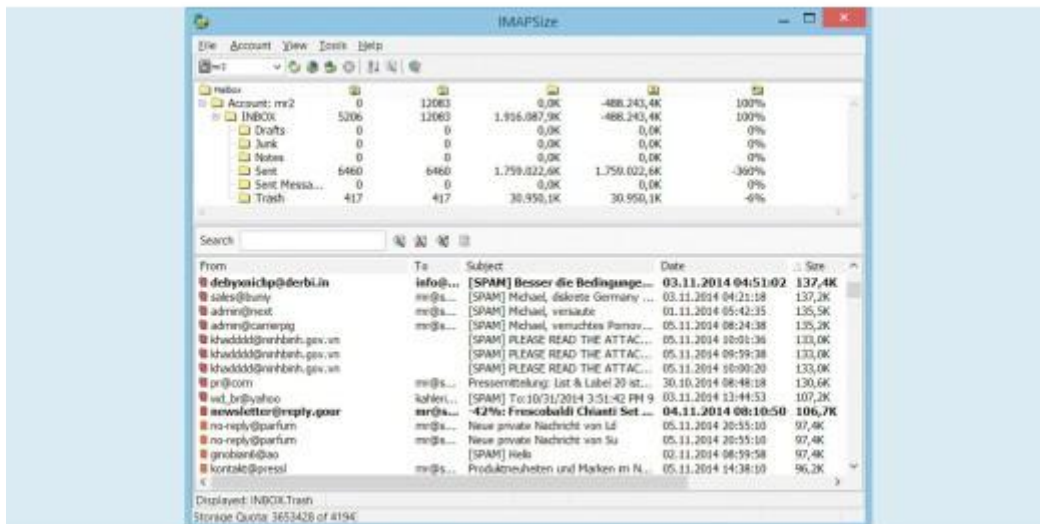 IMAPSize
File Account View Tools Help
mr2
Mailbox
Account: mr2 0 12083 0,0K -488.243,4K 100%
INBOX 5206 12083 1.916.087,9K -488.243,4K 100%
Drafts 0 0 0,0K 0,0K 0%
Junk 0 0 0,0K 0,0K 0%
Notes 0 0 0,0K 0,0K 0%
Sent 6460 6460 1.759.022,6K 1.759.022,6K -360%
Sent Messa... 0 0 0,0K 0,0K 0%
Trash 417 417 30.950,1K 30.950,1K -6%
Search
From To Subject Date Size
debyxnichp@derbi.in info@... [SPAM] Besser die Bedingunge... 03.11.2014 04:51:02 137,4K
sales@buny mr@s... [SPAM] Michael, diskrete Germany ... 03.11.2014 04:21:18 137,2K
admin@next mr@s... [SPAM] Michael, versaute 01.11.2014 05:42:35 135,5K
admin@carrierpig mr@s... [SPAM] Michael, verruchtes Pornov... 05.11.2014 08:24:38 135,2K
khadddd@ninhbinh.gov.vn [SPAM] PLEASE READ THE ATTAC... 05.11.2014 10:01:36 133,0K
khadddd@ninhbinh.gov.vn [SPAM] PLEASE READ THE ATTAC... 05.11.2014 09:59:38 133,0K
khadddd@ninhbinh.gov.vn [SPAM] PLEASE READ THE ATTAC... 05.11.2014 10:00:20 133,0K
pr@com mr@s... Pressemitteilung: List & Label 20 ist... 30.10.2014 08:48:18 130,6K
wd_br@yahoo kahleri... [SPAM] To:10/31/2014 3:51:42 PM 9 03.11.2014 13:44:53 107,2K
newsletter@reply.gour mr@s... -42%: Frescobaldi Chianti Set ... 04.11.2014 08:10:50 106,7K
no-reply@parfum mr@s... Neue private Nachricht von Ld 05.11.2014 20:55:10 97,4K
no-reply@parfum mr@s... Neue private Nachricht von Su 05.11.2014 20:55:10 97,4K
ginobian6@ao [SPAM] Hello 02.11.2014 08:59:58 97,4K
kontakt@pressl mr@s... Produktneuheiten und Marken im N... 05.11.2014 14:38:10 96,2K
Displayed: INBOX.Trash
Storage Quota: 3653428 of 4194